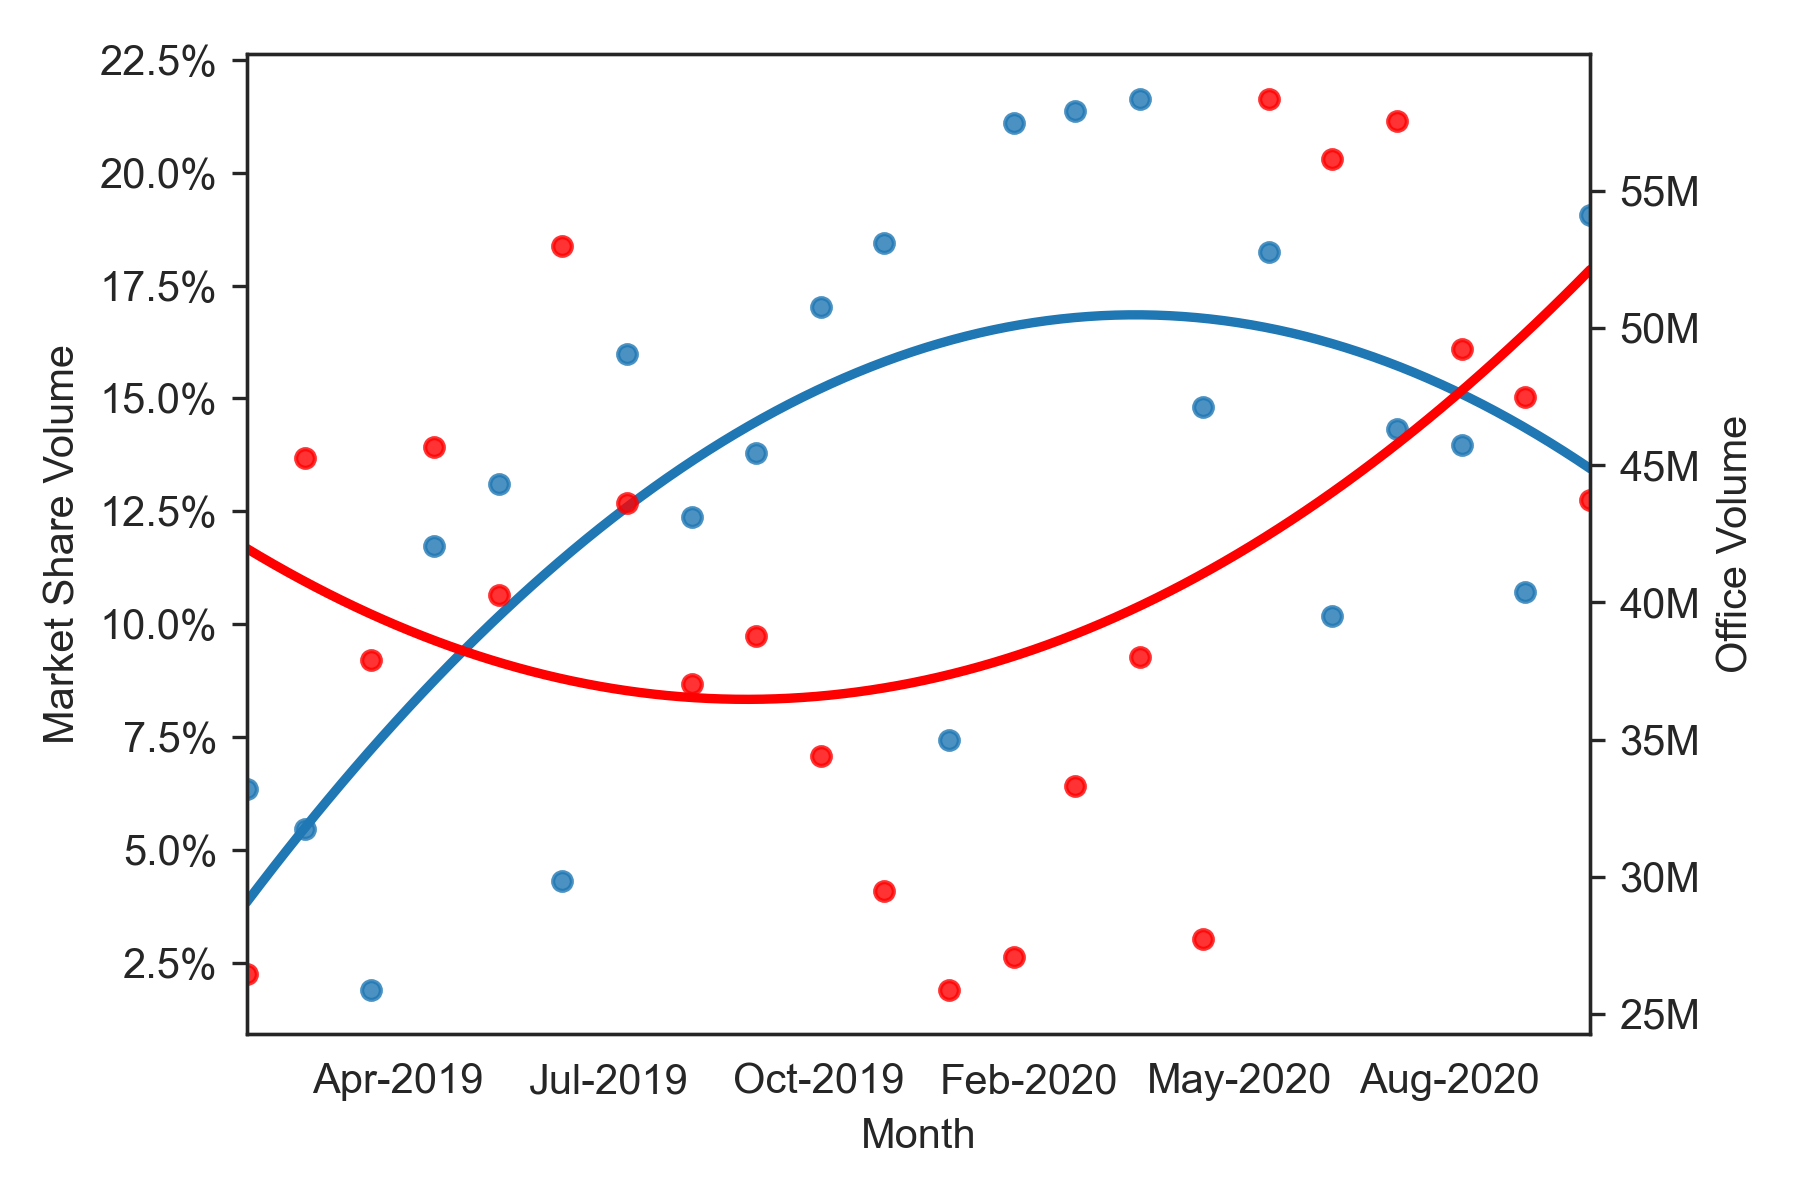 22.5%
20.0%
17.5%
15.0%
12.5%
10.0%
7.5%
5.0%
2.5%
Market Share Volume
55M
50M
45M
40M
35M
30M
25M
Office Volume
Apr-2019 Jul-2019 Oct-2019 Feb-2020 May-2020 Aug-2020
Month